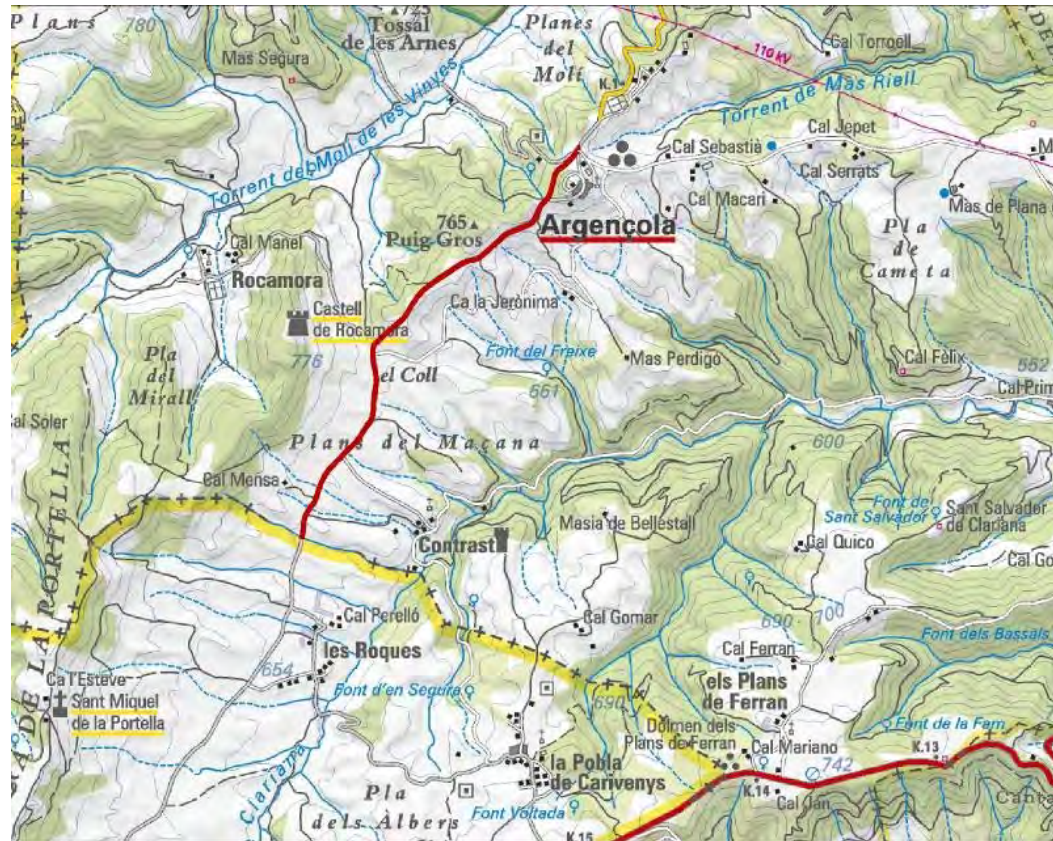 Plans
780
725
Tossal
de les Arnes
Planes
del
Molí
Cal Torroell
110 kV
Mas Segura
K.1
Torrent de Mas Riell
Torrent del Molí de les Vinyes
Cal Sebastià
Cal Jepet
Cal Serrats
Cal Macari
Mas de Plana
765
Puig Gros
Argençola
Pla
de
Cameta
Cal Manel
Rocamora
Castell
de Rocamora
776
Ca la Jerònima
Font del Freixe
Mas Perdigó
561
Cal Fèlix
652
Cal Prim
Pla
del
Mirall
el Coll
Cal Soler
Plans del Maçana
600
Cal Mensa
Contrast
Masia de Bellestall
Font de
Sant Salvador
Sant Salvador
de Clariana
Cal Quico
Cal Go
DE LA PORTELLA
Cal Perelló
Cal Gomar
700
690
Font dels Bassals
les Roques
654
Cal Ferran
els Plans
de Ferran
Ca l'Esteve
Sant Miquel
de la Portella
Font d'en Segura
690
Dolmen dels
Plans de Ferran
Font de la Fam
Cal Mariano
K.13
la Pobla
de Carivenys
742
K.14
Cal Jan
Clariana
Pla
dels Albers
Font Voltada
K.15